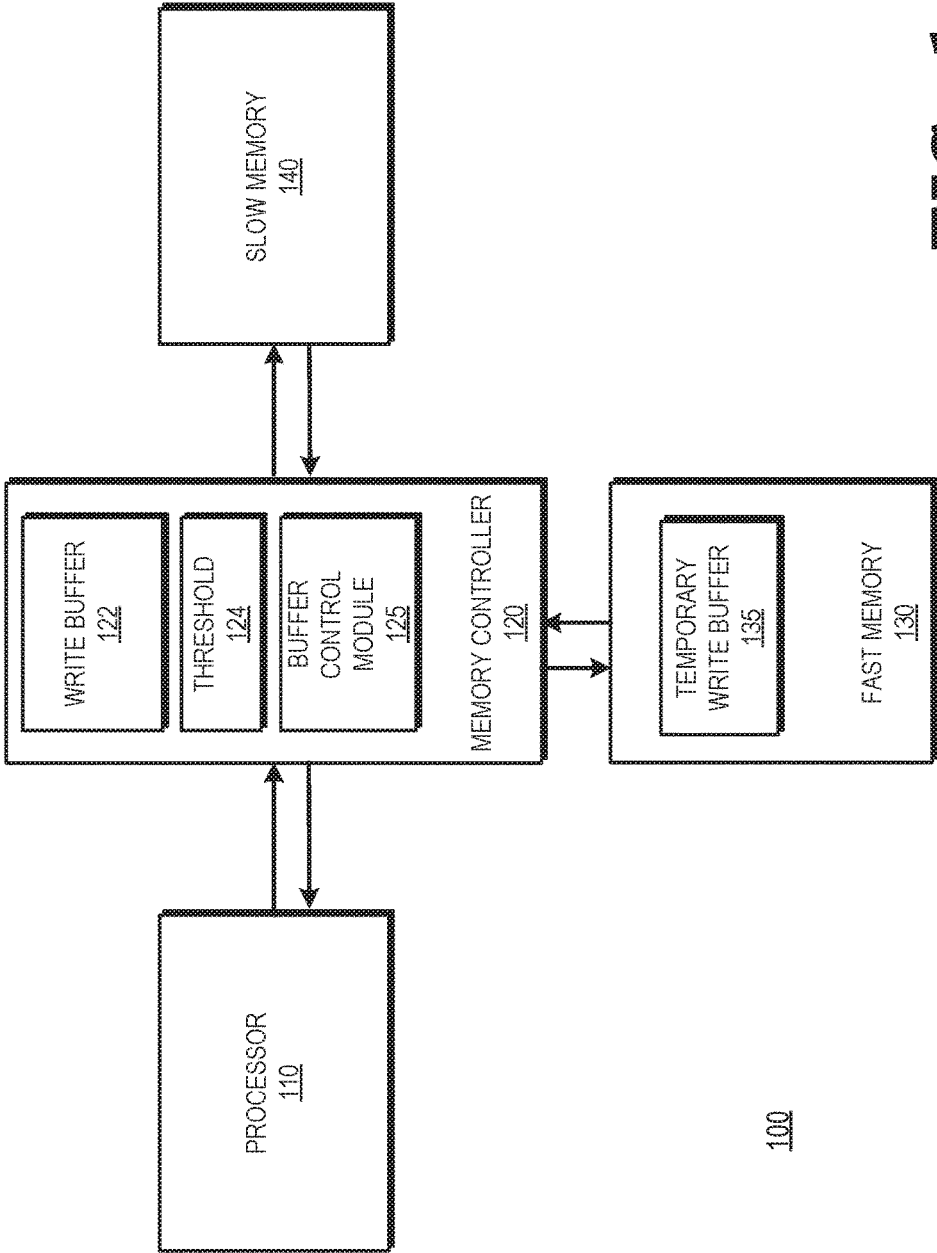 PROCESSOR
110
WRITE BUFFER
122
THRESHOLD
124
BUFFER
CONTROL
MODULE
125
MEMORY CONTROLLER
120
SLOW MEMORY
140
TEMPORARY
WRITE BUFFER
135
FAST MEMORY
130
100